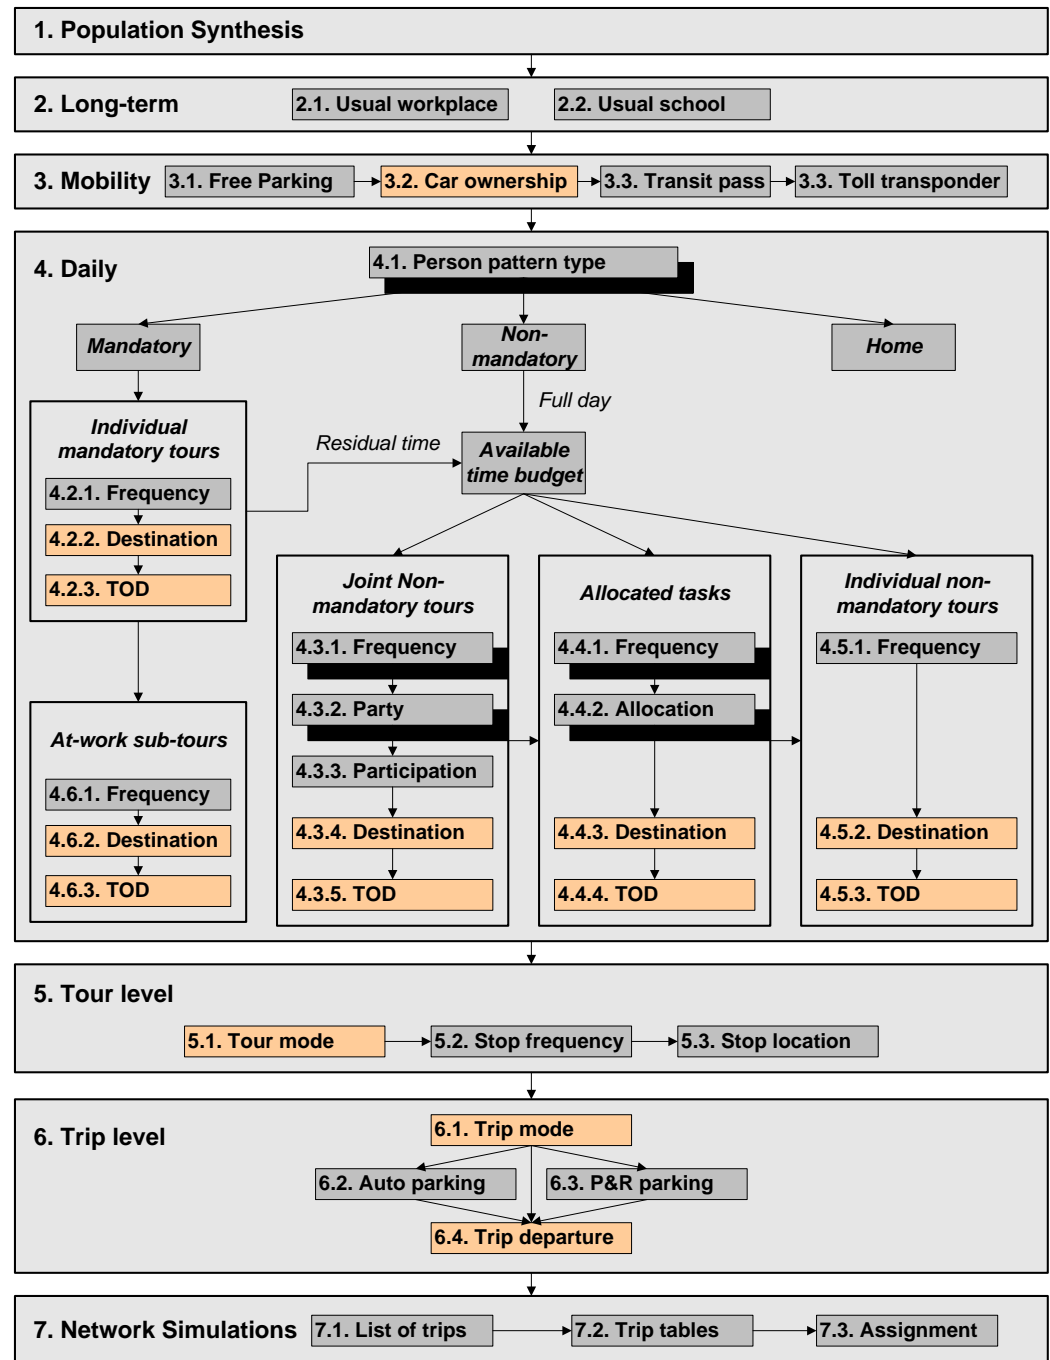 1. Population Synthesis
2. Long-term
2.1. Usual workplace
2.2. Usual school
3. Mobility
3.1. Free Parking
3.2. Car ownership
3.3. Transit pass
3.3. Toll transponder
4. Daily
4.1. Person pattern type
Mandatory
Non-
mandatory
Home
Full day
Individual
mandatory tours
Residual time
Available
time budget
4.2.1. Frequency
4.2.2. Destination
4.2.3. TOD
Joint Non-
mandatory tours
4.3.1. Frequency
4.3.2. Party
4.3.3. Participation
4.3.4. Destination
4.3.5. TOD
Allocated tasks
4.4.1. Frequency
4.4.2. Allocation
4.4.3. Destination
4.4.4. TOD
Individual non-
mandatory tours
4.5.1. Frequency
4.5.2. Destination
4.5.3. TOD
At-work sub-tours
4.6.1. Frequency
4.6.2. Destination
4.6.3. TOD
5. Tour level
5.1. Tour mode
5.2. Stop frequency
5.3. Stop location
6. Trip level
6.1. Trip mode
6.2. Auto parking
6.3. P&R parking
6.4. Trip departure
7. Network Simulations
7.1. List of trips
7.2. Trip tables
7.3. Assignment